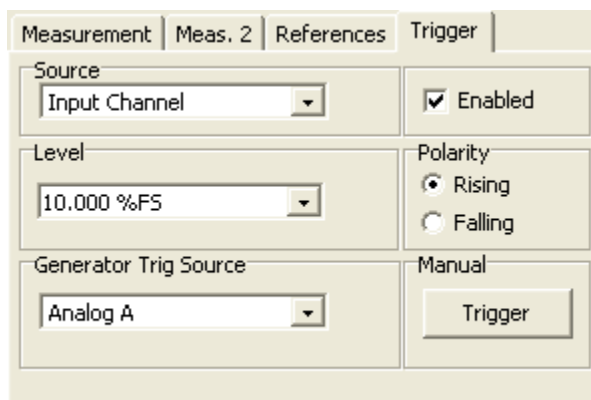 Measurement Meas. 2 References Trigger
Source
Input Channel
Enabled
Level
10.000 %FS
Polarity
Rising
Falling
Generator Trig Source
Analog A
Manual
Trigger